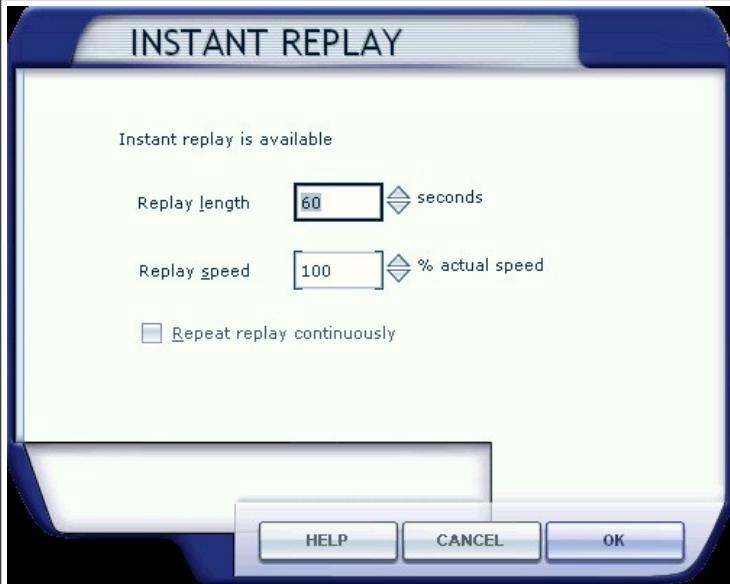 INSTANT REPLAY
Instant replay is available
Replay length 60 seconds
Replay speed 100 % actual speed
Repeat replay continuously
HELP CANCEL OK